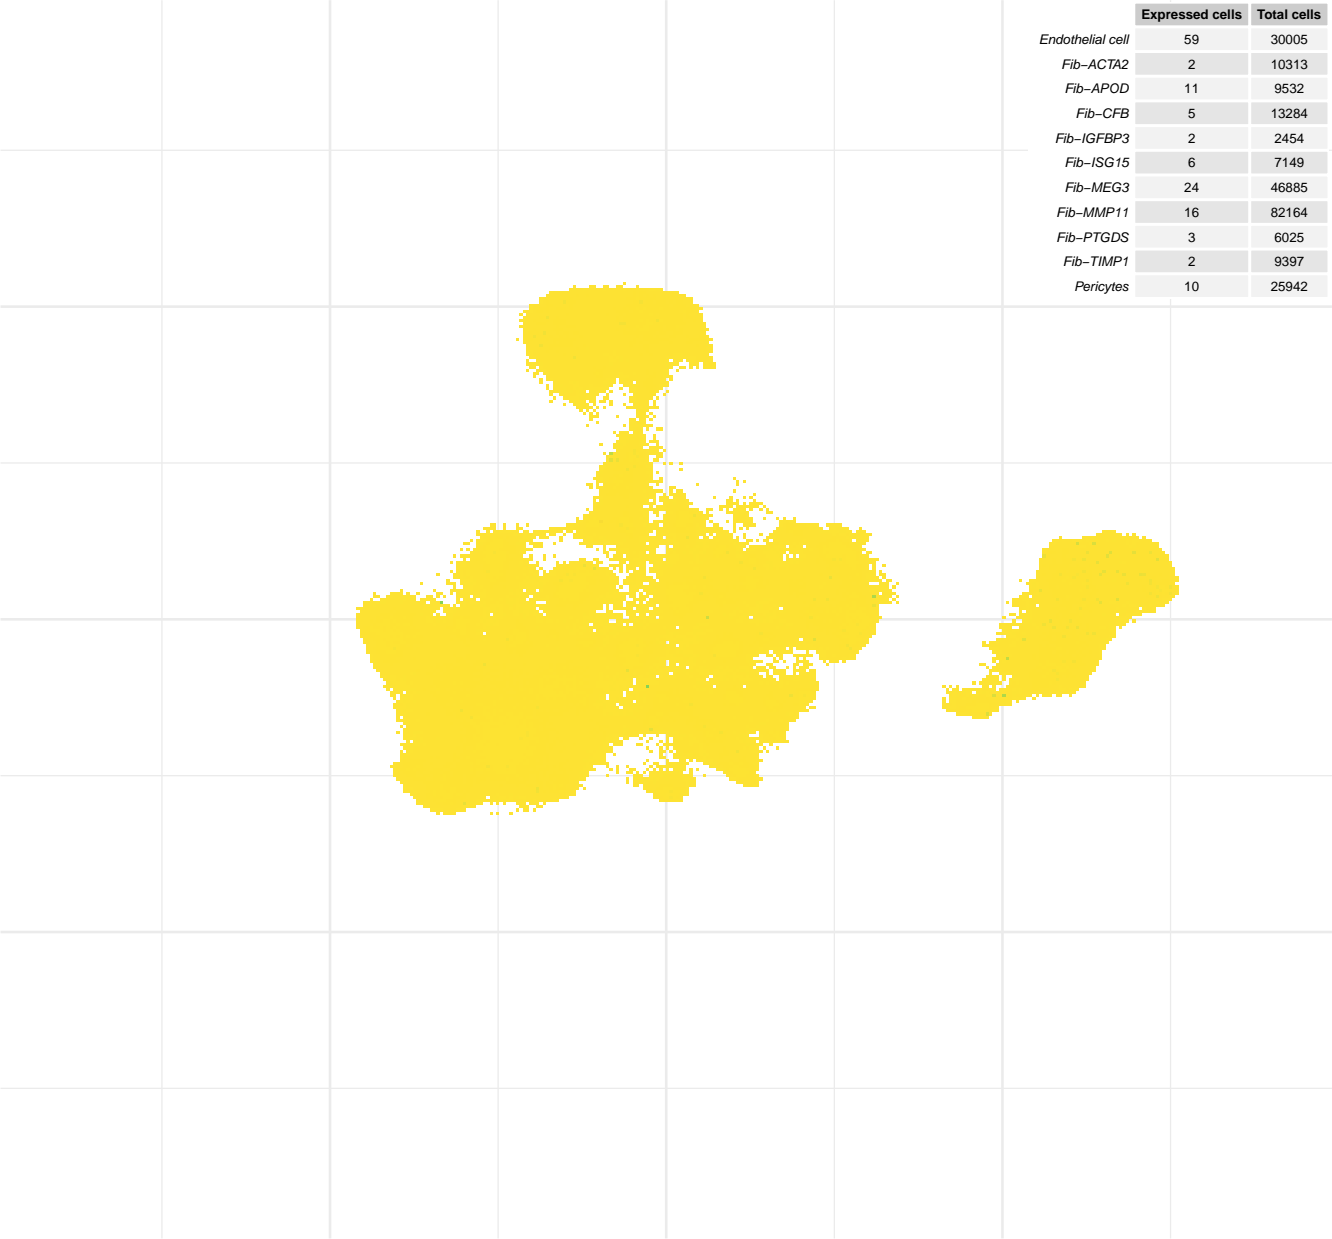 Expressed cells Total cells
Endothelial cell 59 30005
Fib−ACTA2 2 10313
Fib−APOD 11 9532
Fib−CFB 5 13284
Fib−IGFBP3 2 2454
Fib−ISG15 6 7149
Fib−MEG3 24 46885
Fib−MMP11 16 82164
Fib−PTGDS 3 6025
Fib−TIMP1 2 9397
Pericytes 10 25942